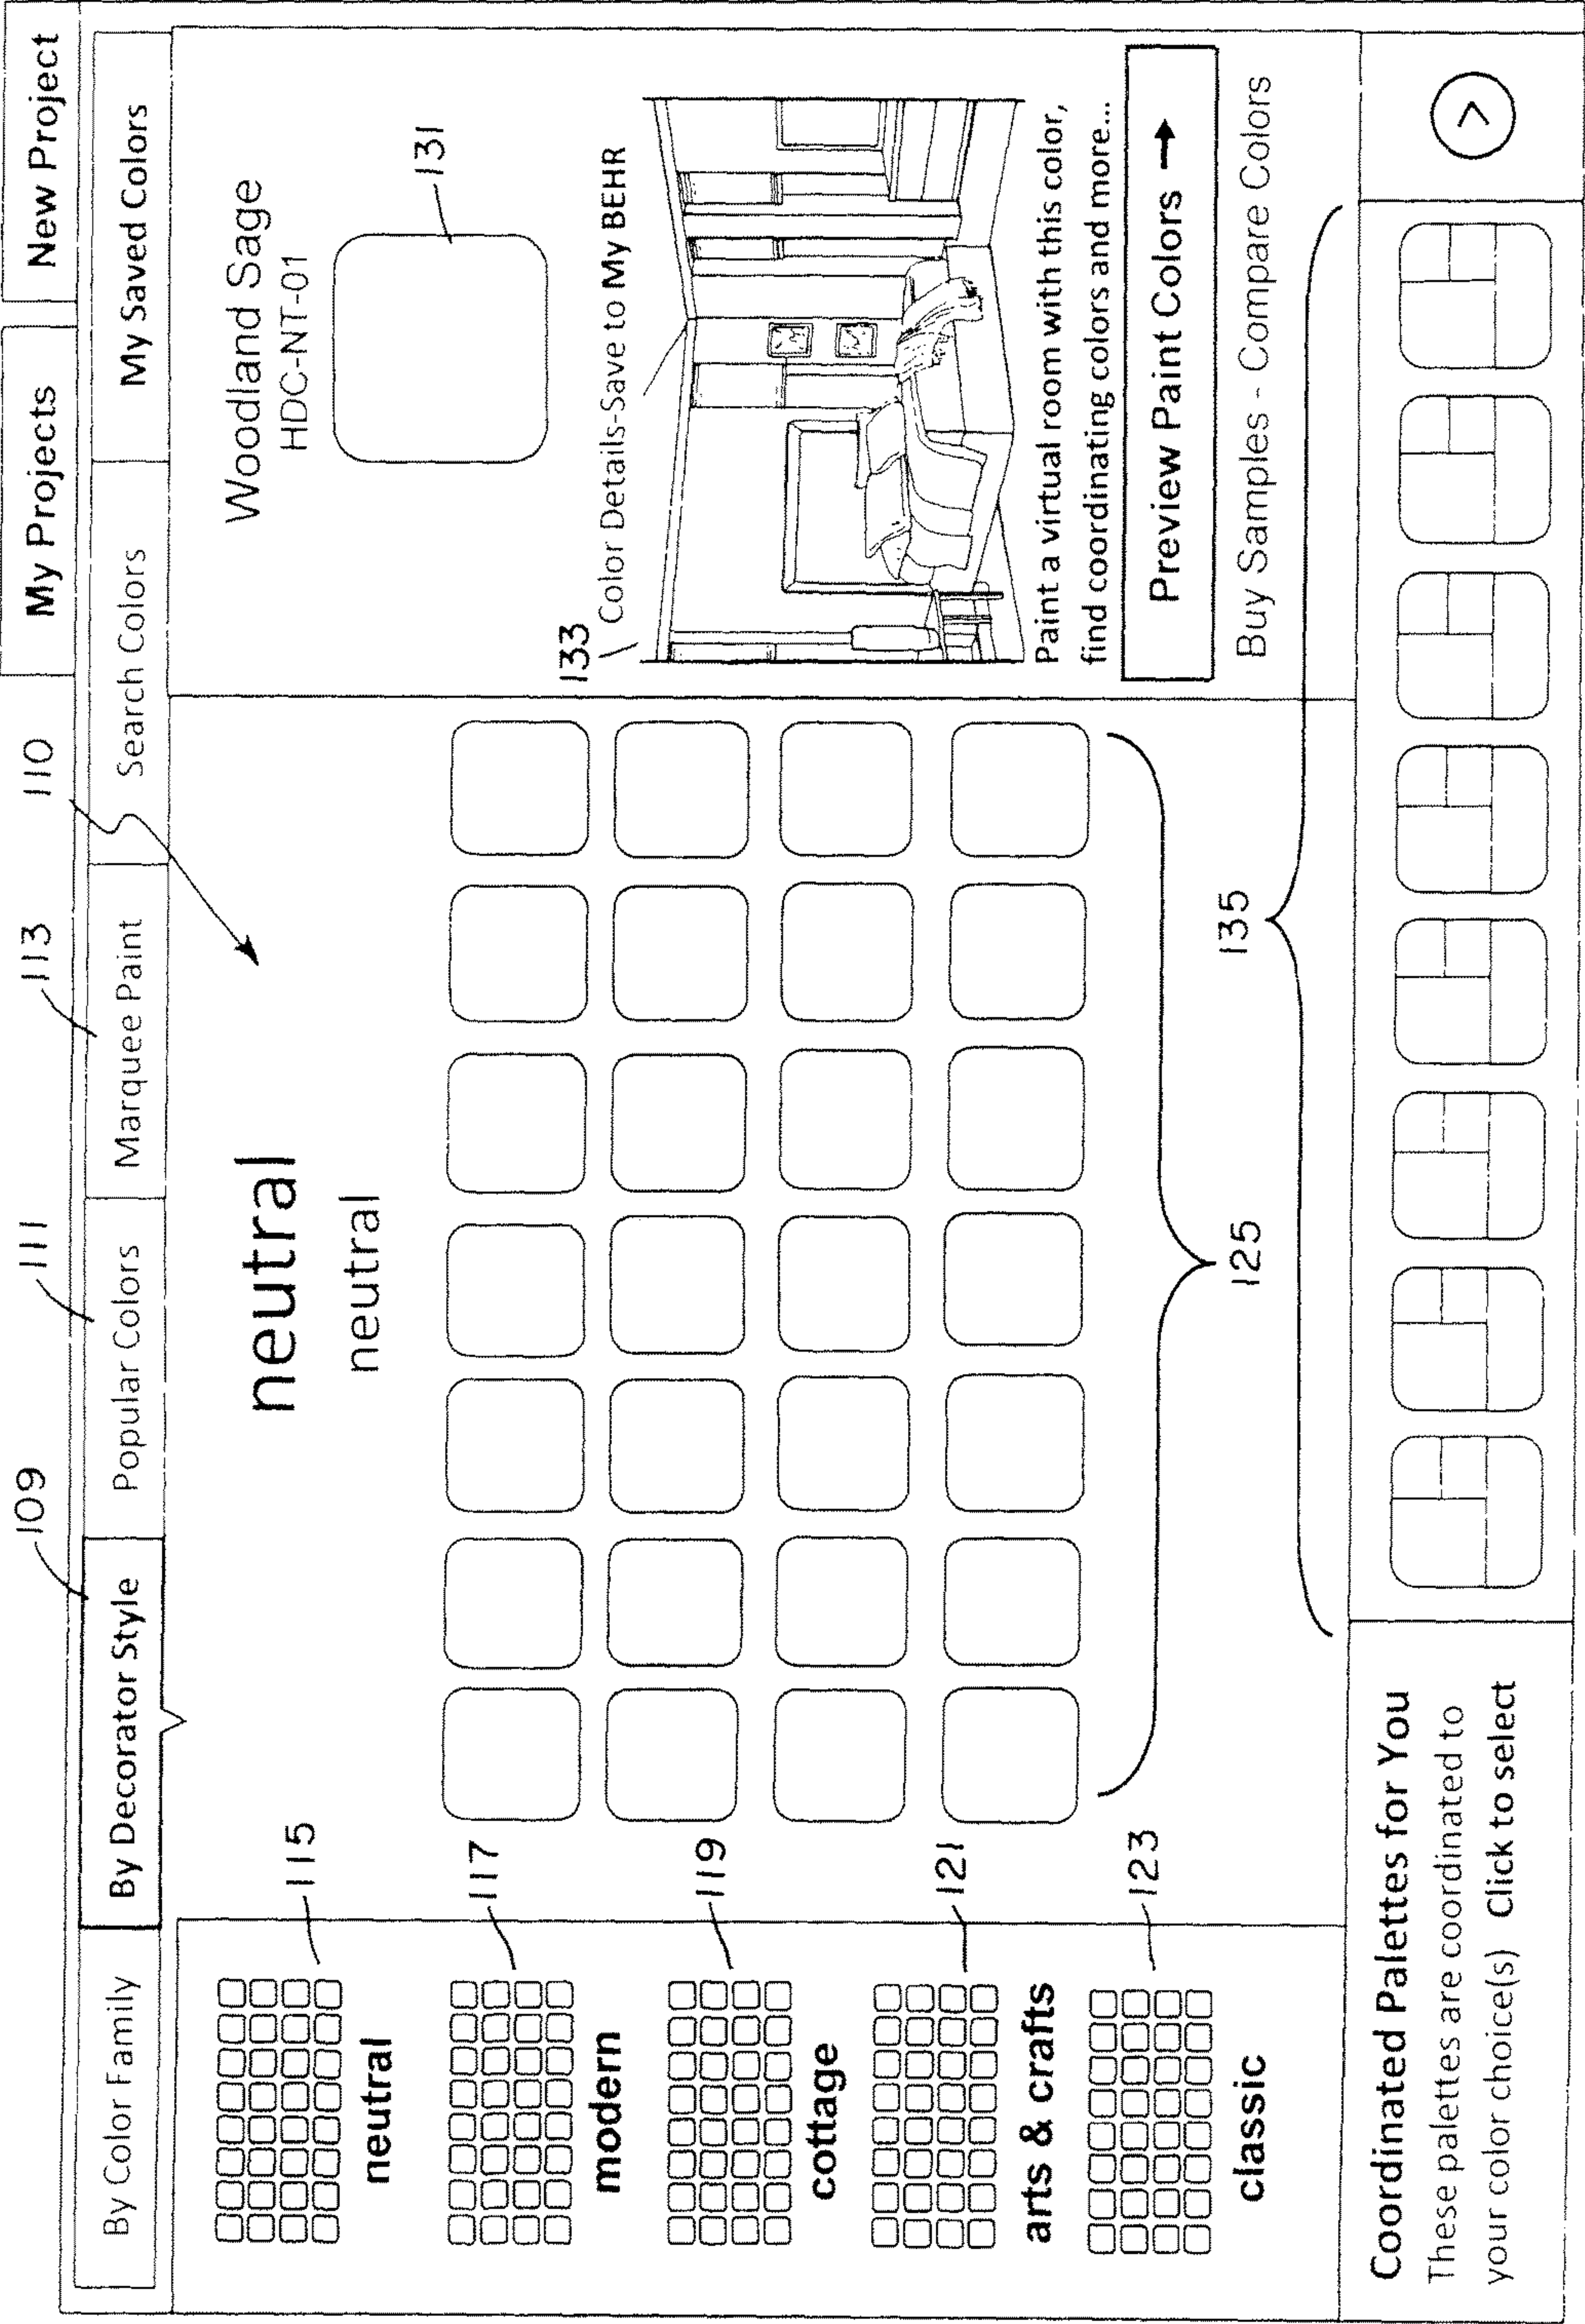 My Projects
New Project
109
111
113
110
By Color Family
By Decorator Style
Popular Colors
Marquee Paint
Search Colors
My Saved Colors
115
neutral
117
modern
119
cottage
121
arts & crafts
123
classic
neutral
neutral
125
135
Woodland Sage
HDC-NT-01
131
133
Color Details-Save to My BEHR
Paint a virtual room with this color,
find coordinating colors and more...
Preview Paint Colors →
Buy Samples - Compare Colors
Coordinated Palettes for You
These palettes are coordinated to
your color choice(s) Click to select
>